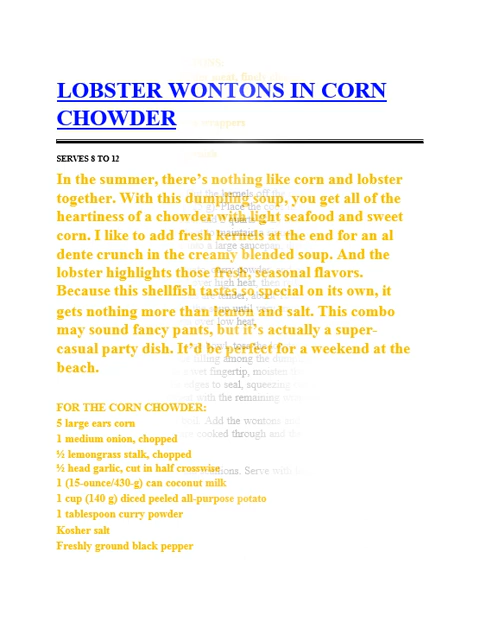 LOBSTER WONTONS IN CORN
CHOWDER
SERVES 8 TO 12
In the summer, there’s nothing like corn and lobster
together. With this dumpling soup, you get all of the
heartiness of a chowder with light seafood and sweet
corn. I like to add fresh kernels at the end for an al
dente crunch in the creamy blended soup. And the
lobster highlights those fresh, seasonal flavors.
Because this shellfish tastes so special on its own, it
gets nothing more than lemon and salt. This combo
may sound fancy pants, but it’s actually a super-
casual party dish. It’d be perfect for a weekend at the
beach.
FOR THE CORN CHOWDER:
5 large ears corn
1 medium onion, chopped
½ lemongrass stalk, chopped
½ head garlic, cut in half crosswise
1 (15-ounce/430-g) can coconut milk
1 cup (140 g) diced peeled all-purpose potato
1 tablespoon curry powder
Kosher salt
Freshly ground black pepper